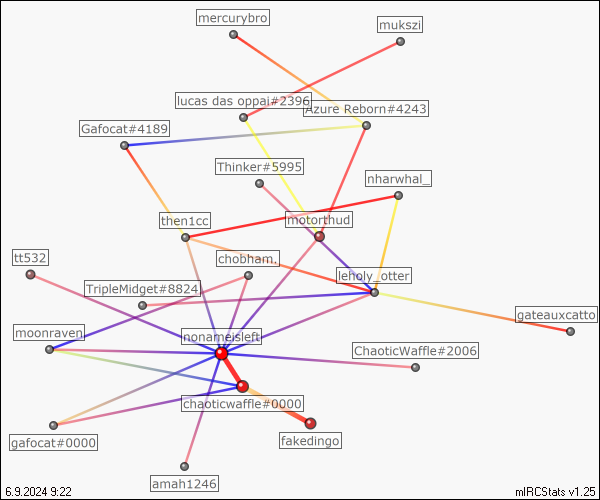 mercurybro
mukszi
lucas das oppai#2396
Azure Reborn#4243
Gafocat#4189
Thinker#5995
nharwhal_
then1cc
motorthud
tt532
chobham_
leholy_otter
TripleMidget#8824
gateauxcatto
moonraven
nonameisleft
ChaoticWaffle#2006
chaoticwaffle#0000
gafocat#0000
fakedingo
amah1246
6.9.2024 9:22
mIRCStats v1.25